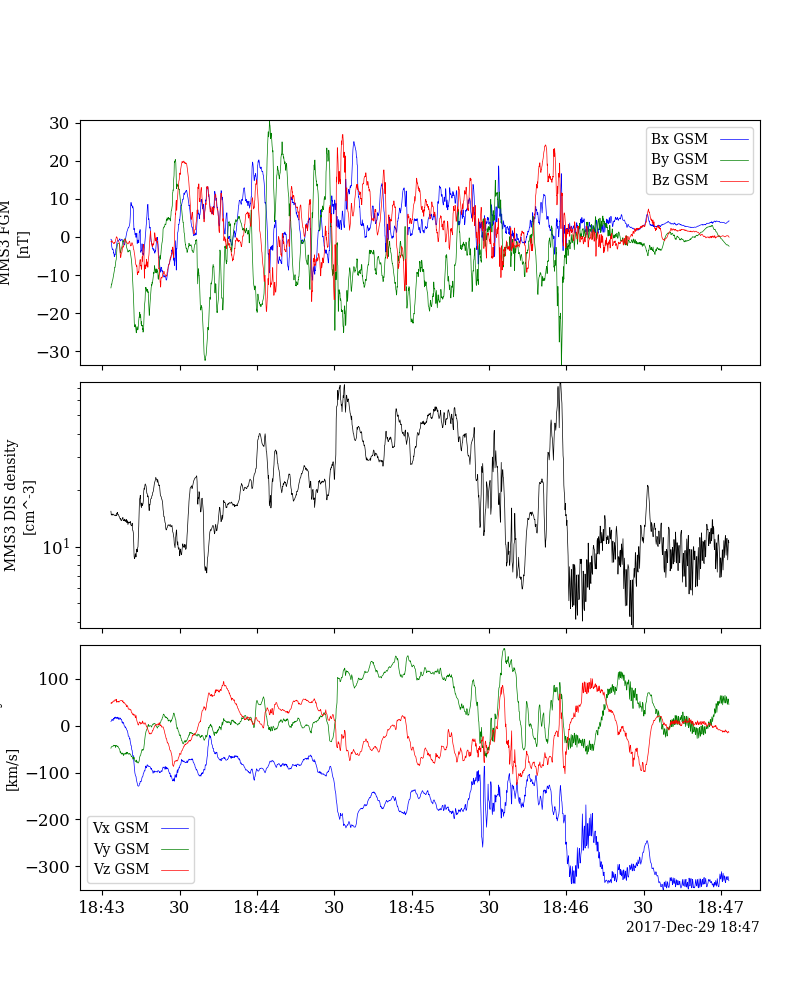 30
20
10
0
−10
−20
−30
MMS3 FGM
[nT]
Bx GSM
By GSM
Bz GSM
10^1
MMS3 DIS density
[cm^-3]
100
0
−100
−200
−300
[km/s]
Vx GSM
Vy GSM
Vz GSM
18:43 30 18:44 30 18:45 30 18:46 30 18:47
2017-Dec-29 18:47